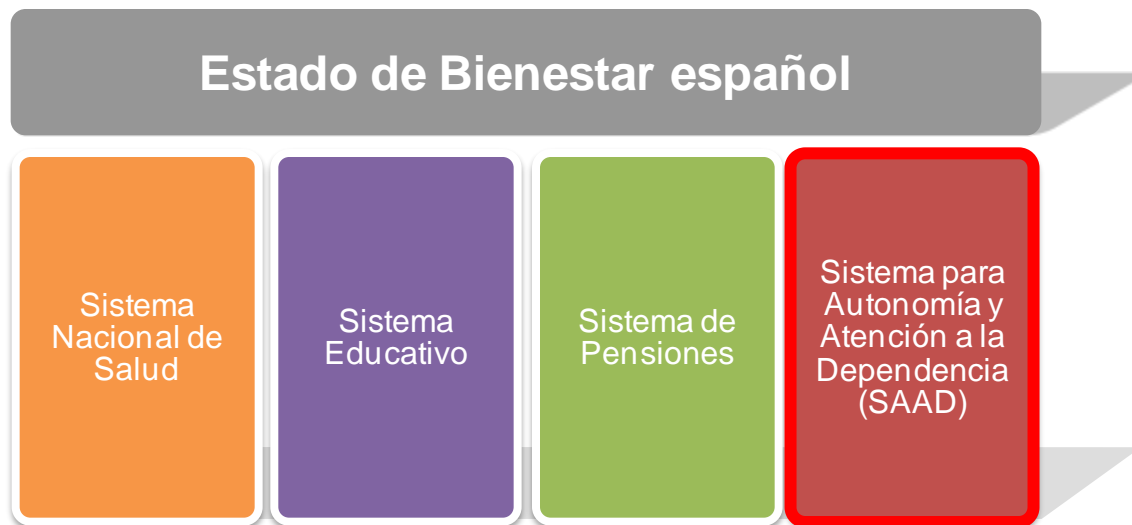 Estado de Bienestar español
Sistema
Nacional de
Salud
Sistema
Educativo
Sistema de
Pensiones
Sistema para
Autonomía y
Atención a la
Dependencia
(SAAD)